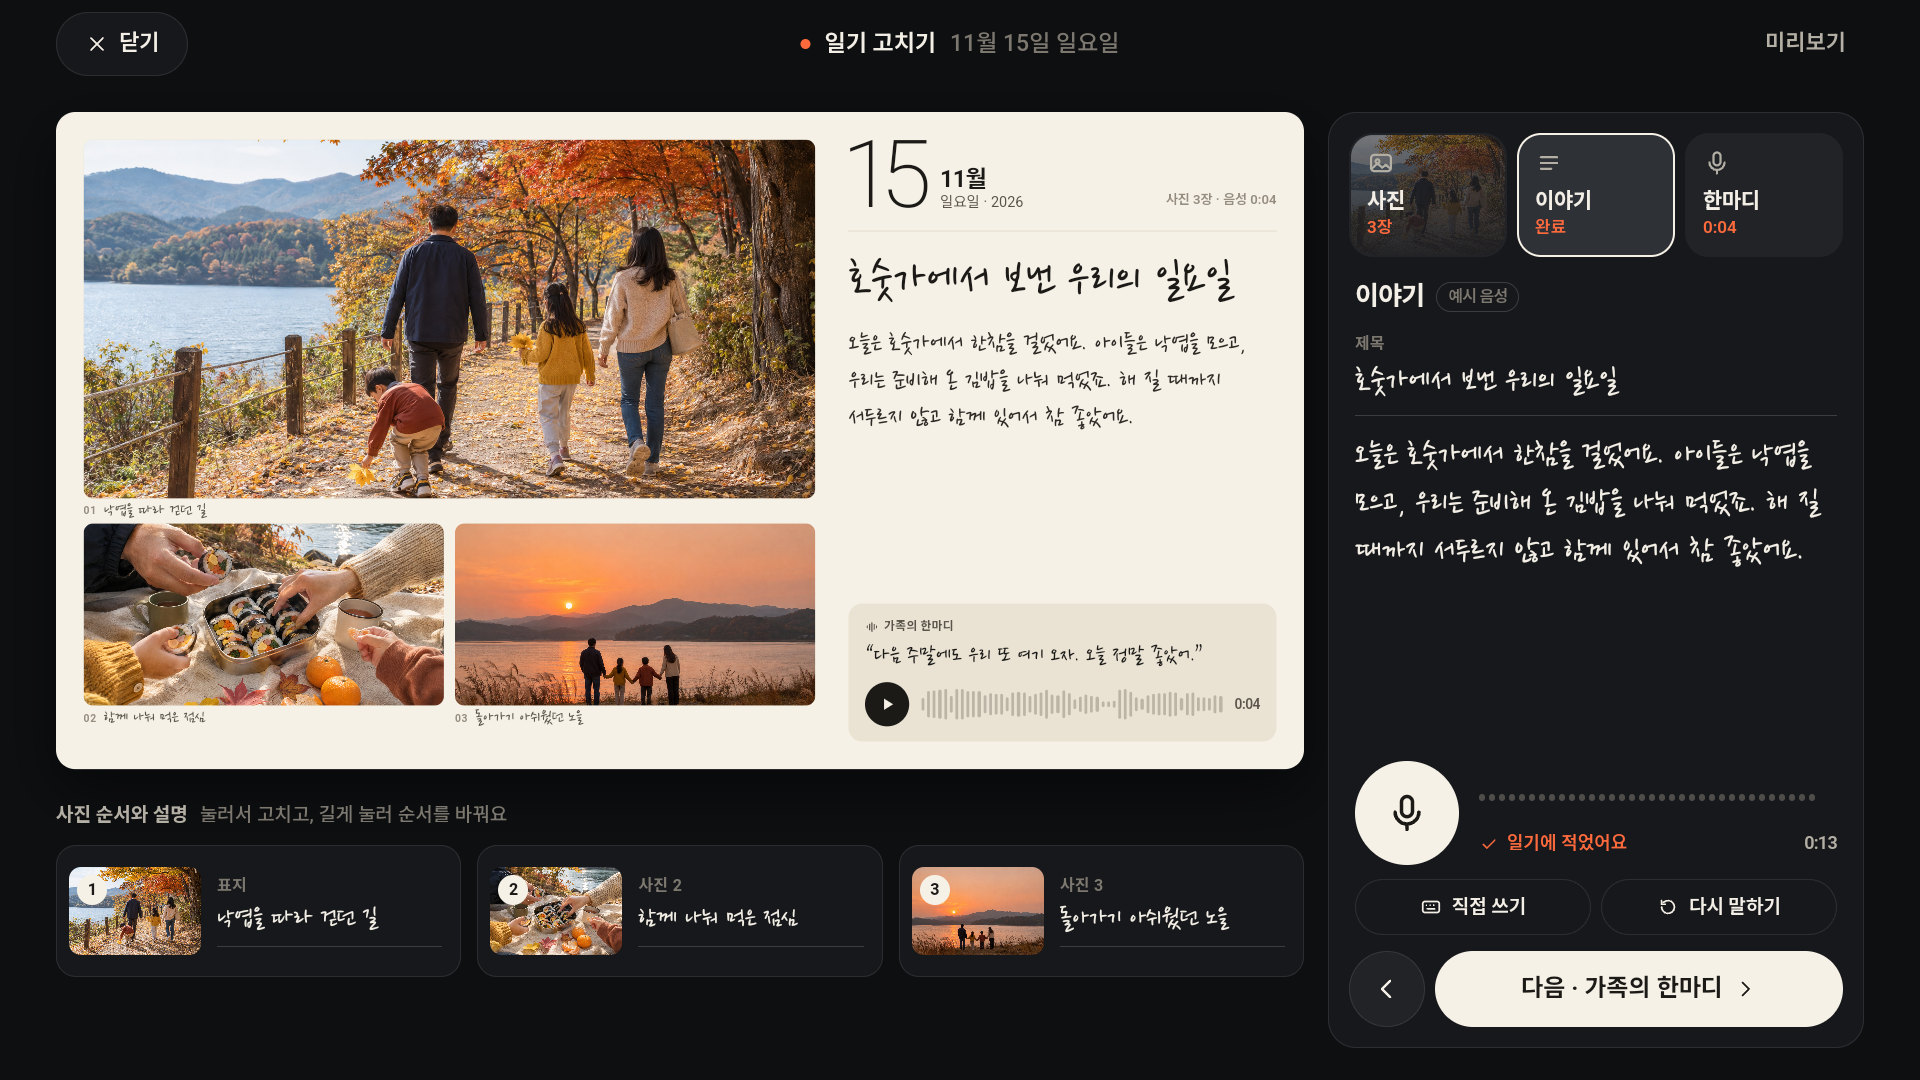 닫기
일기 고치기 11월 15일 일요일
미리보기
15 11월
일요일 · 2026
사진 3장 · 음성 0:04
호숫가에서 보낸 우리의 일요일
오늘은 호숫가에서 한참을 걸었어요. 아이들은 낙엽을 모으고,
우리는 준비해 온 김밥을 나눠 먹었죠. 해 질 때까지
서두르지 않고 함께 있어서 참 좋았어요.
01 낙엽을 따라 걷던 길
02 함께 나눠 먹은 점심
03 돌아가기 아쉬웠던 노을
가족의 한마디
“다음 주말에도 우리 또 여기 오자. 오늘 정말 좋았어.”
0:04
사진 순서와 설명 눌러서 고치고, 길게 눌러 순서를 바꿔요
1 표지
낙엽을 따라 걷던 길
2 사진 2
함께 나눠 먹은 점심
3 사진 3
돌아가기 아쉬웠던 노을
사진
3장
이야기
완료
한마디
0:04
이야기 예시 음성
제목
호숫가에서 보낸 우리의 일요일
오늘은 호숫가에서 한참을 걸었어요. 아이들은 낙엽을
모으고, 우리는 준비해 온 김밥을 나눠 먹었죠. 해 질
때까지 서두르지 않고 함께 있어서 참 좋았어요.
일기에 적었어요 0:13
직접 쓰기
다시 말하기
다음 · 가족의 한마디